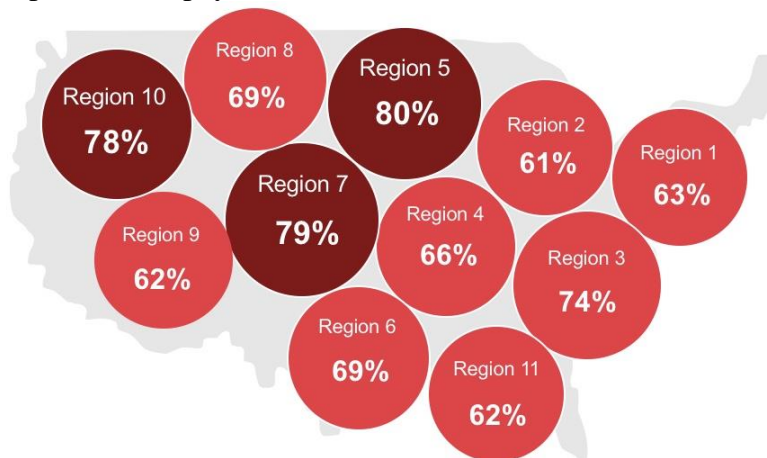 Region 8
69%
Region 5
80%
Region 10
78%
Region 2
61%
Region 1
63%
Region 7
79%
Region 4
66%
Region 9
62%
Region 3
74%
Region 6
69%
Region 11
62%